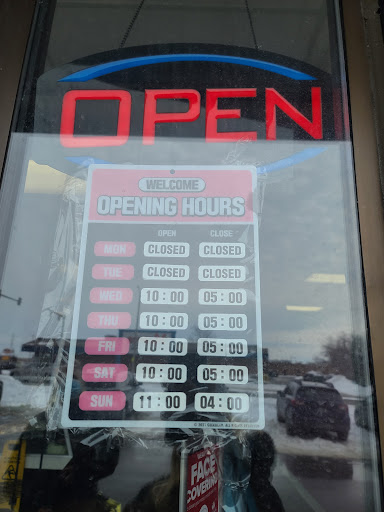 OPEN
WELCOME
OPENING HOURS
OPEN CLOSE
MON CLOSED CLOSED
TUE CLOSED CLOSED
WED 10:00 05:00
THU 10:00 05:00
FRI 10:00 05:00
SAT 10:00 05:00
SUN 11:00 04:00
FACE
COVERING